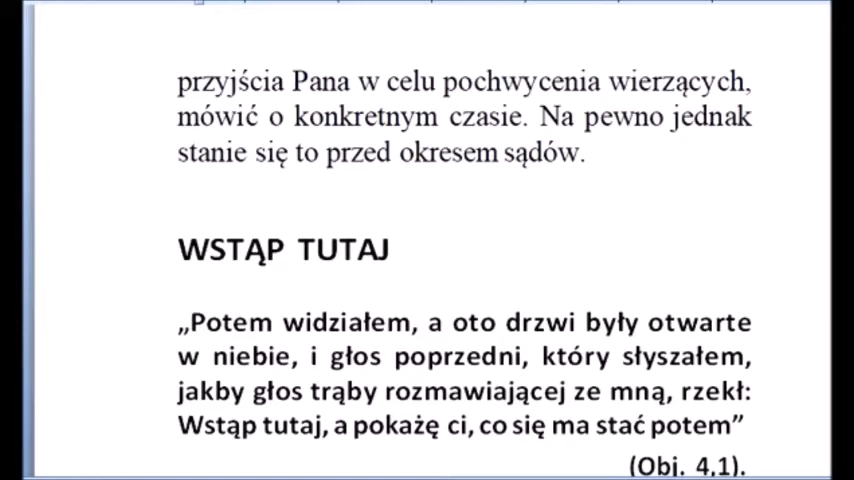 przyjścia Pana w celu pochwycenia wierzących,
mówić o konkretnym czasie. Na pewno jednak
stanie się to przed okresem sądów.
WSTĄP TUTAJ
„Potem widziałem, a oto drzwi były otwarte
w niebie, i głos poprzedni, który słyszałem,
jakby głos trąby rozmawiającej ze mną, rzekł:
Wstąp tutaj, a pokażę ci, co się ma stać potem”
(Obj. 4,1).